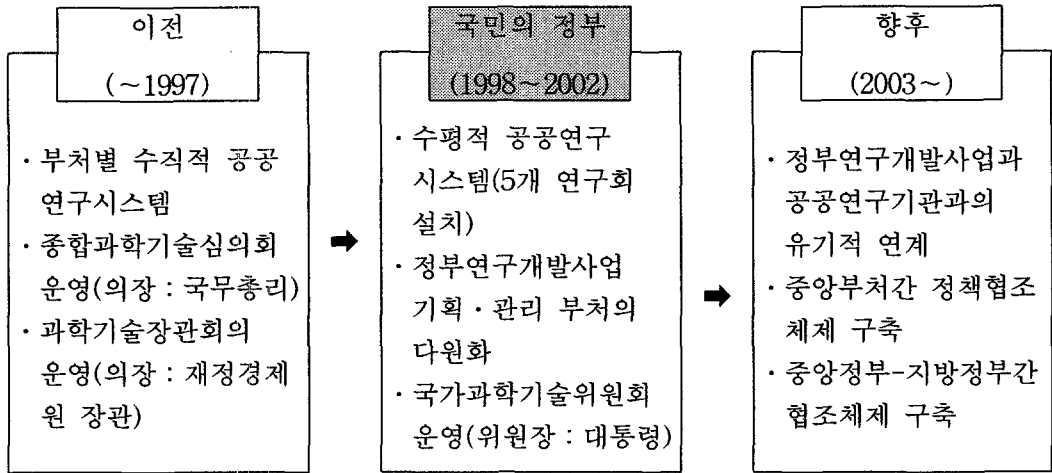 이전
(~1997)
· 부처별 수직적 공공
연구시스템
· 종합과학기술심의회
운영(의장 : 국무총리)
· 과학기술장관회의
운영(의장 : 재정경제
원 장관)
국민의 정부
(1998~2002)
· 수평적 공공연구
시스템(5개 연구회
설치)
· 정부연구개발사업
기획·관리 부처의
다원화
· 국가과학기술위원회
운영(위원장 : 대통령)
향후
(2003~)
· 정부연구개발사업과
공공연구기관과의
유기적 연계
· 중앙부처간 정책협조
체제 구축
· 중앙정부-지방정부간
협조체제 구축